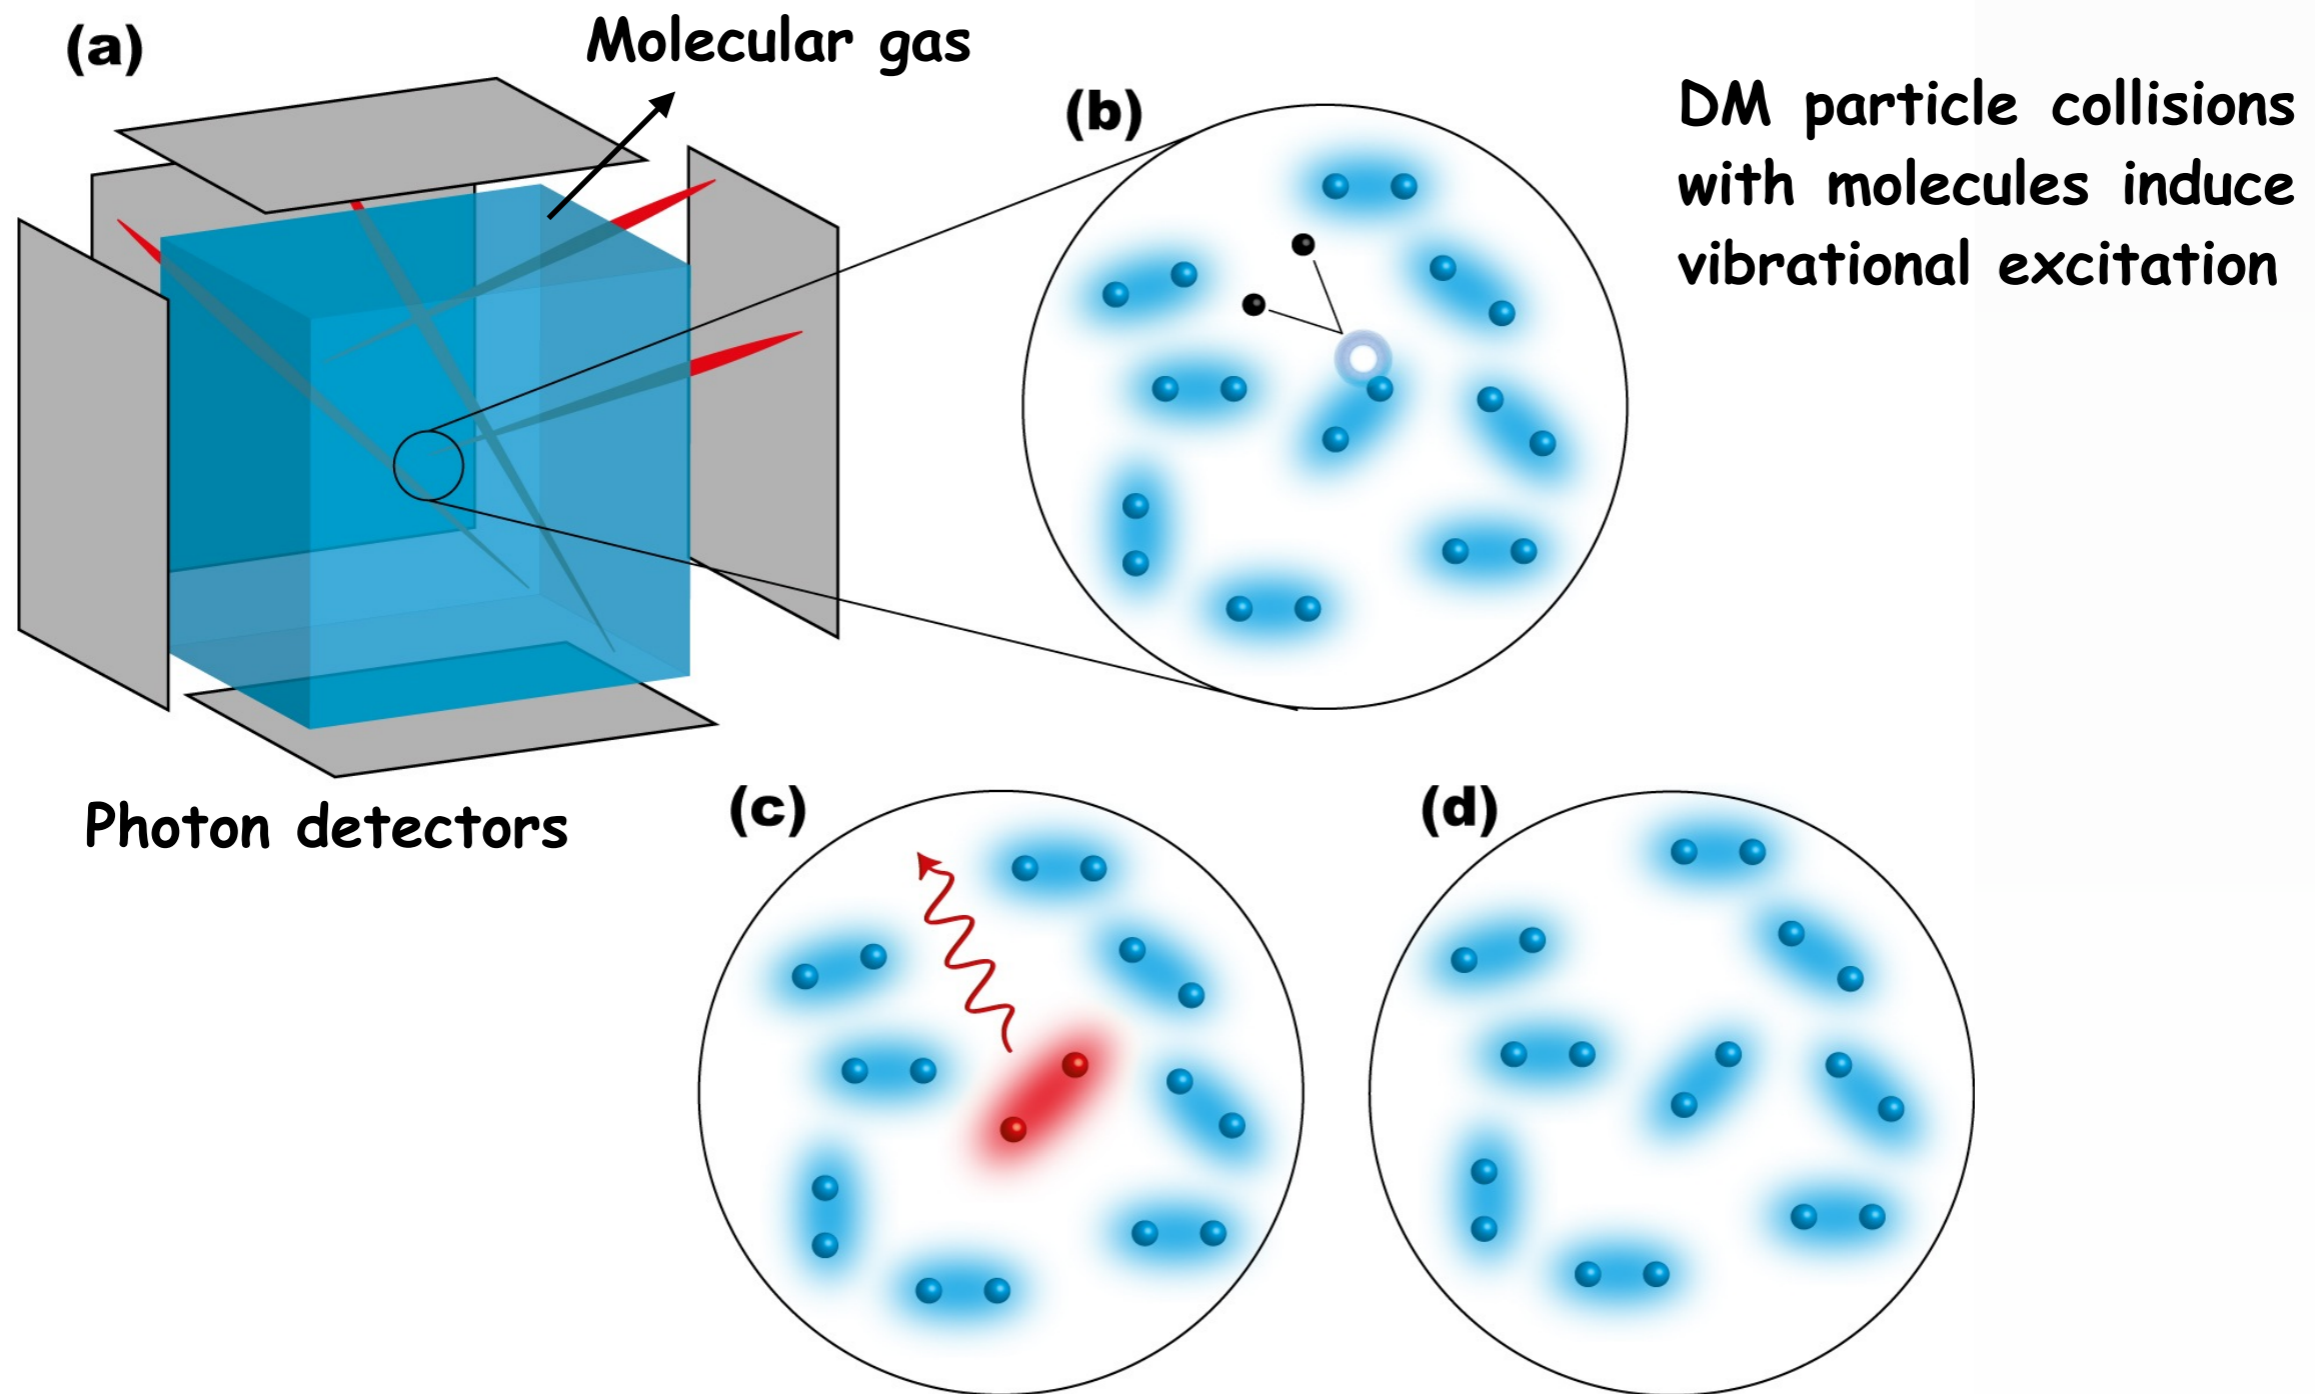 (a)
Molecular gas
(b)
DM particle collisions
with molecules induce
vibrational excitation
Photon detectors
(c)
(d)